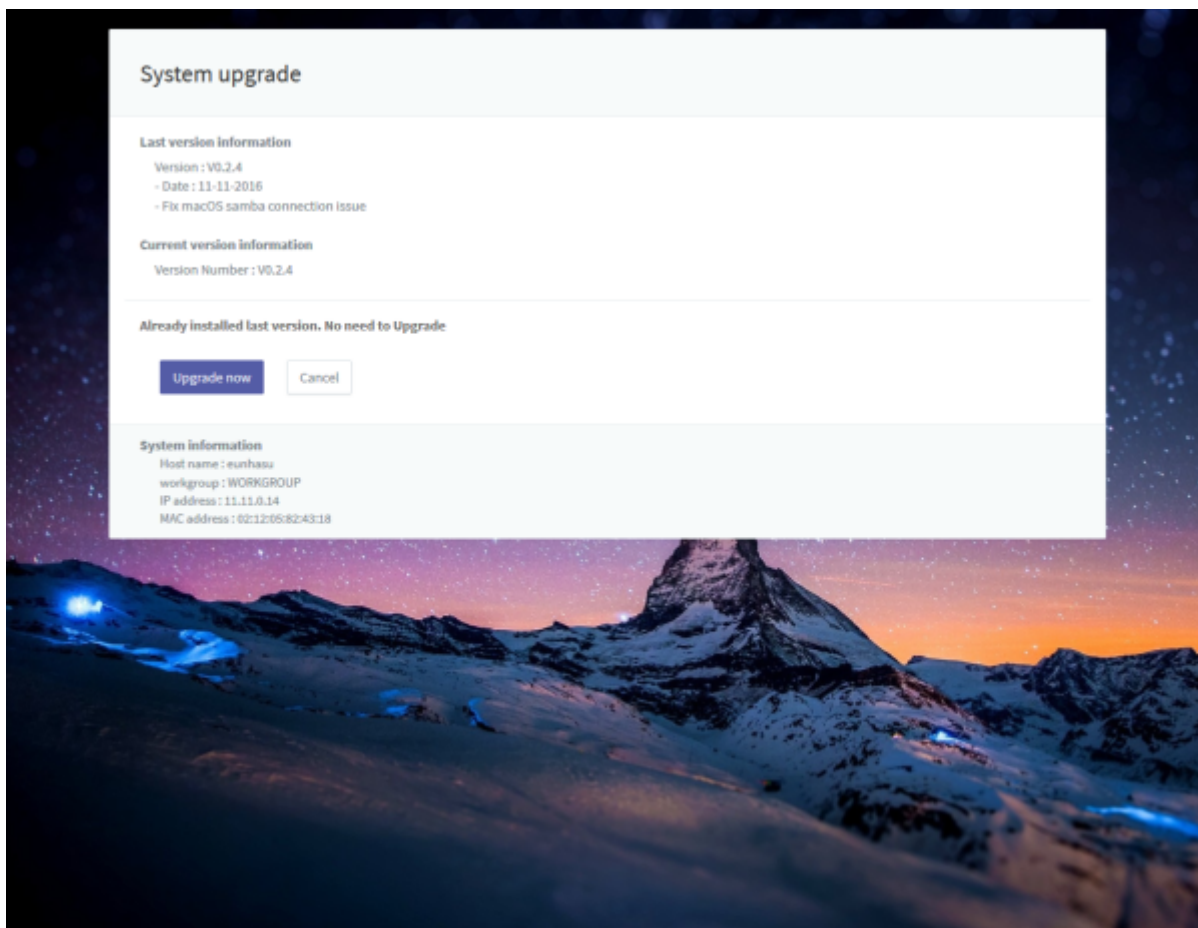 System upgrade
Last version information
Version : V0.2.4
- Date : 11-11-2016
- Fix macOS samba connection issue
Current version information
Version Number : V0.2.4
Already installed last version. No need to Upgrade
Upgrade now
Cancel
System information
Host name : eunhasu
workgroup : WORKGROUP
IP address : 11.11.0.14
MAC address : 02:12:05:82:43:18